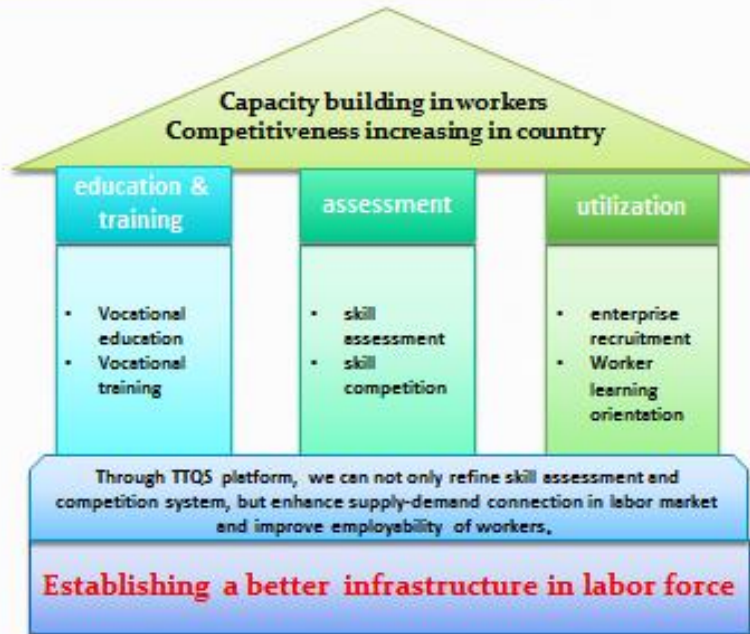 Capacity building in workers
Competitiveness increasing in country
education &
training
assessment
utilization
• Vocational
education
• Vocational
training
• skill
assessment
• skill
competition
• enterprise
recruitment
• Worker
learning
orientation
Through TTQS platform, we can not only refine skill assessment and
competition system, but enhance supply-demand connection in labor market
and improve employability of workers。
Establishing a better infrastructure in labor force